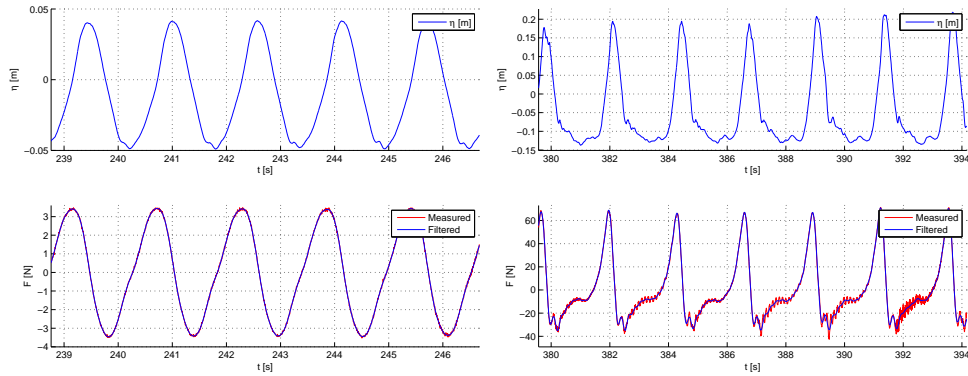 0.05
0
−0.05
η [m]
239 240 241 242 243 244 245 246
t [s]
η [m]
0.2
0.15
0.1
0.05
0
−0.05
−0.1
−0.15
η [m]
380 382 384 386 388 390 392 394
t [s]
η [m]
3
2
1
0
−1
−2
−3
−4
F [N]
239 240 241 242 243 244 245 246
t [s]
Measured
Filtered
60
40
20
0
−20
−40
F [N]
380 382 384 386 388 390 392 394
t [s]
Measured
Filtered